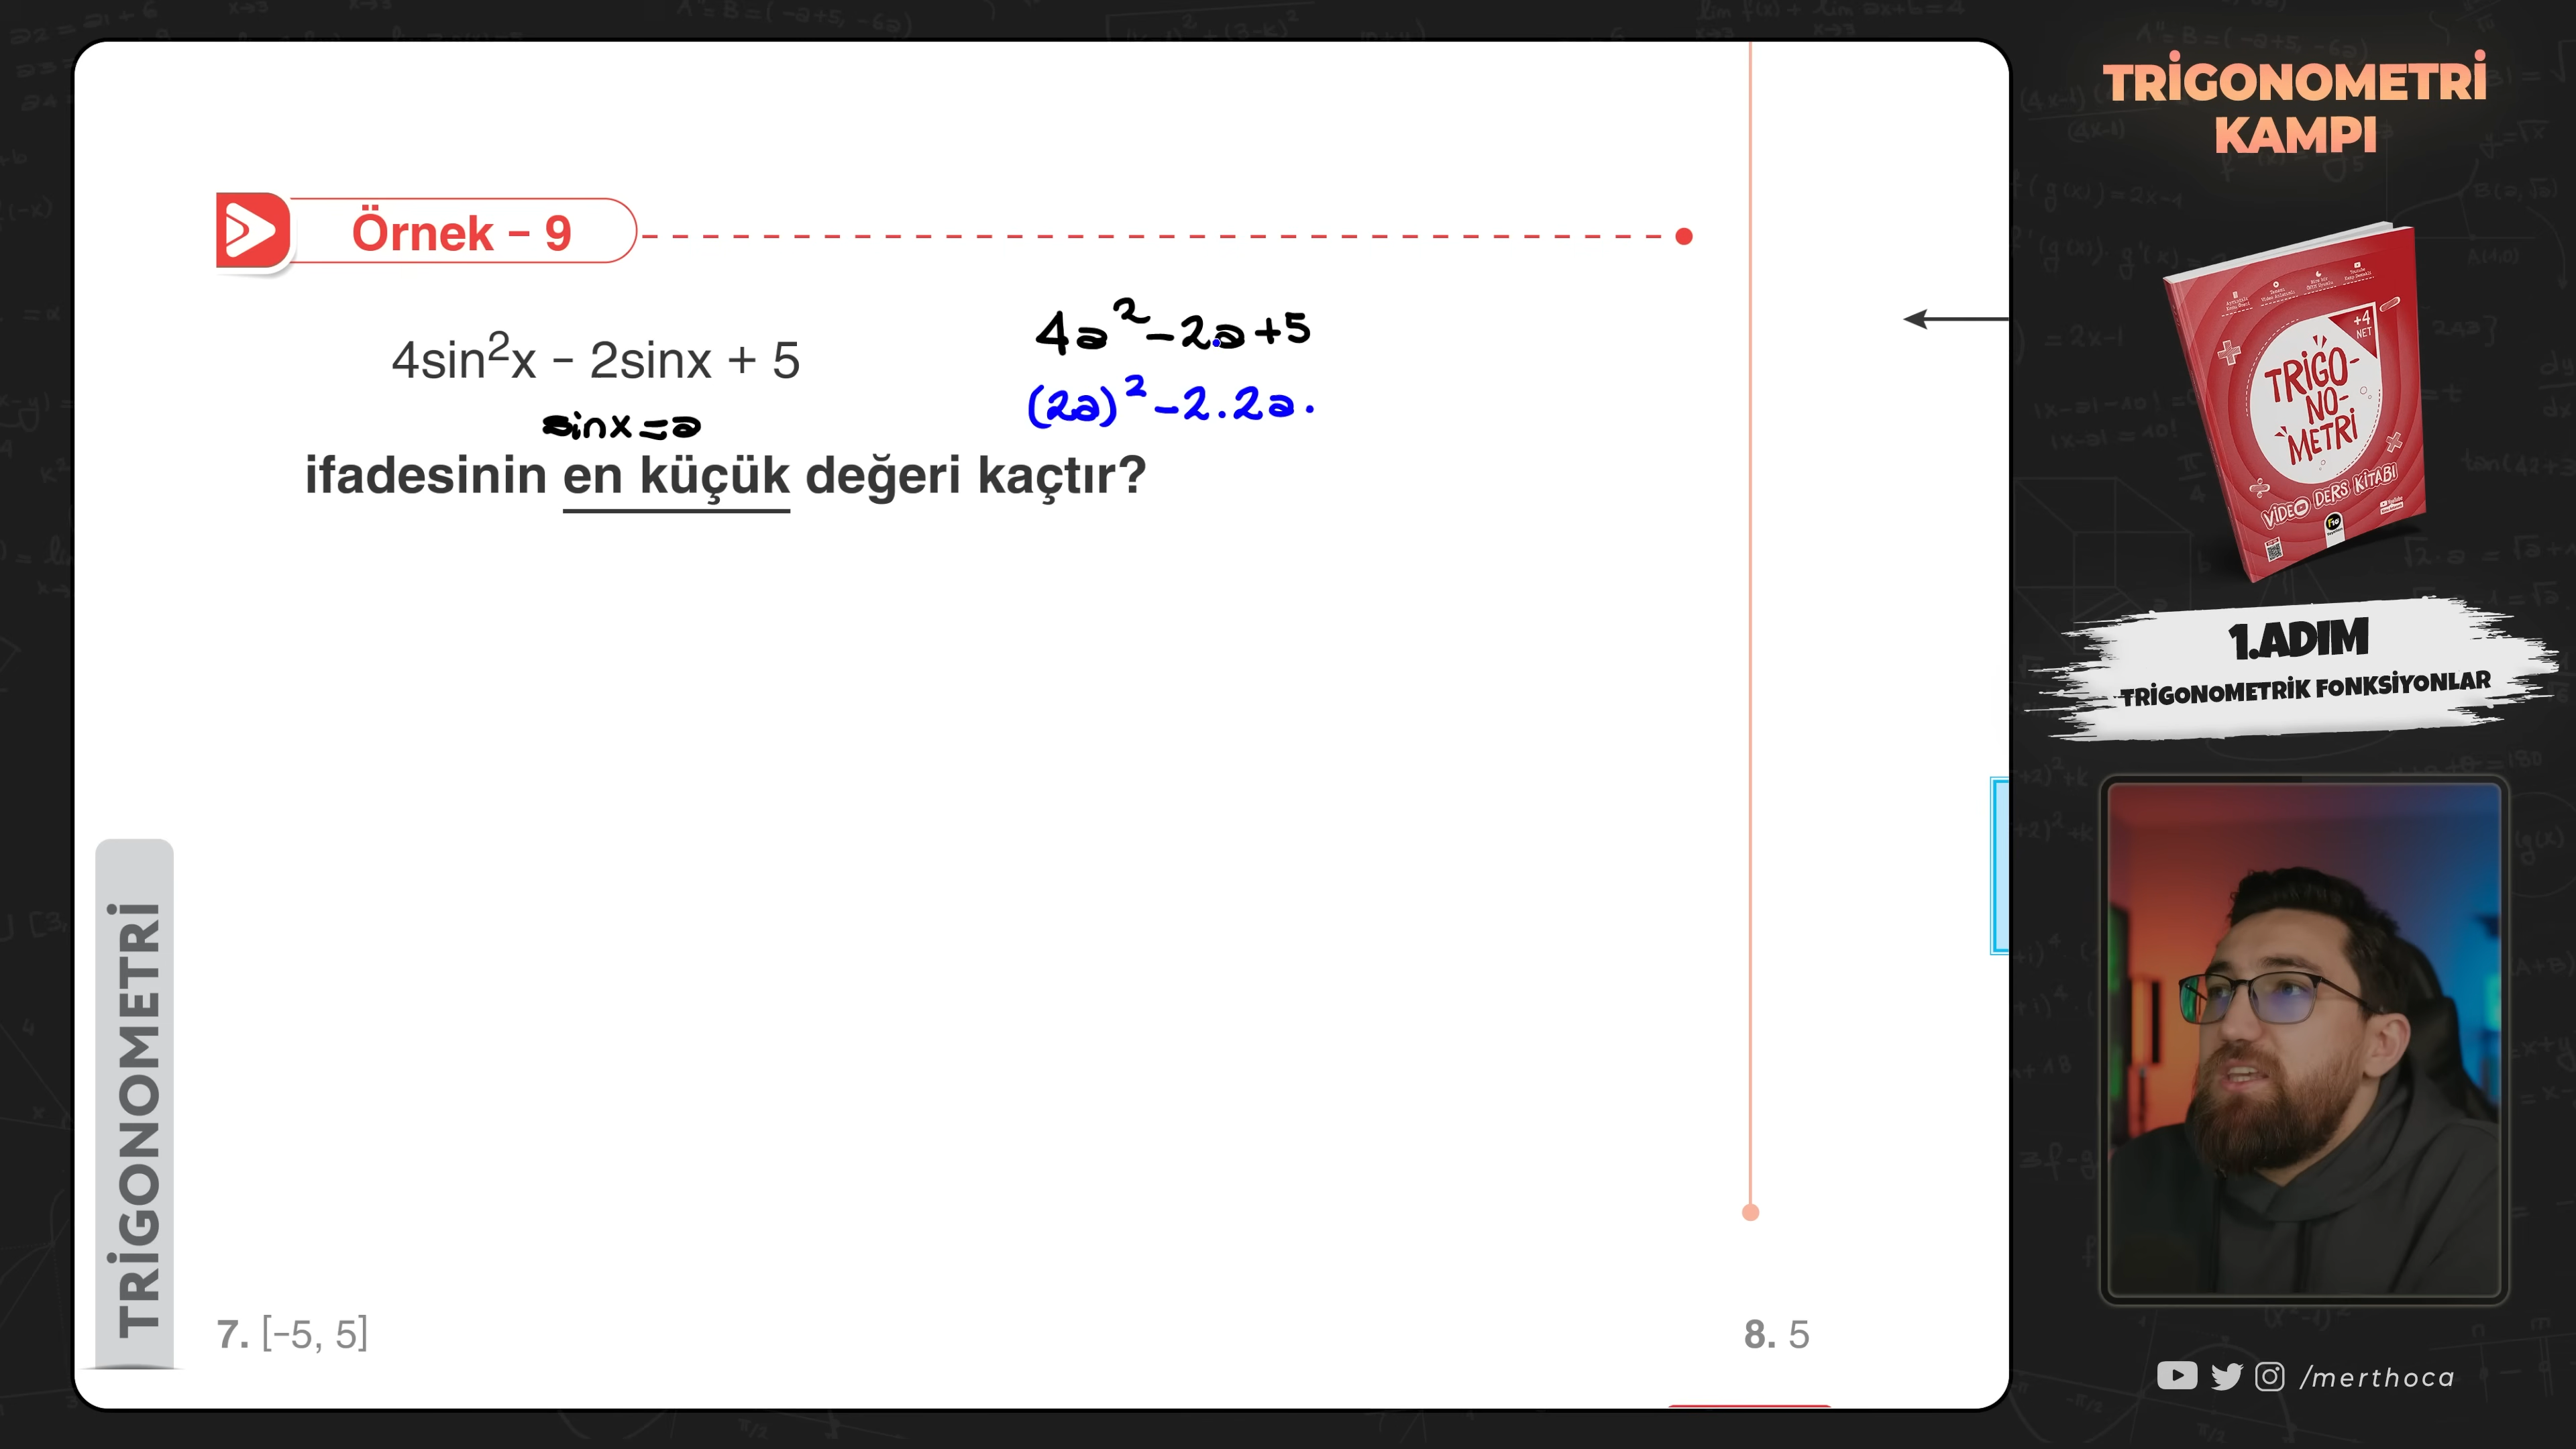 Örnek – 9
4sin²x – 2sinx + 5
sinx=a
ifadesinin en küçük değeri kaçtır?
4a²-2a+5
(2a)²-2.2a.
TRİGONOMETRİ
7. [–5, 5]
8. 5
TRİGONOMETRİ
KAMPI
+4
NET
TRİGO-
NO-
METRİ
VİDEO DERS KİTABI
1.ADIM
TRİGONOMETRİK FONKSİYONLAR
/merthoca